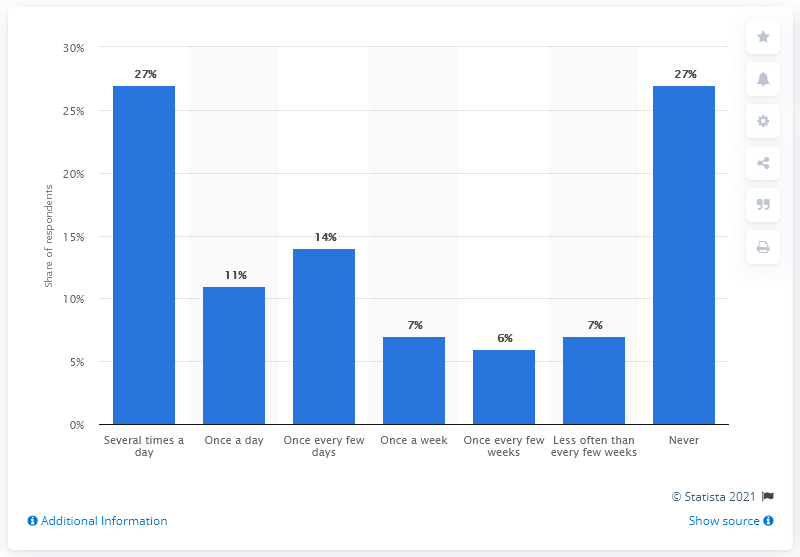 30%
25%
20%
15%
10%
5%
0%
Share of respondents
27%
11%
14%
7%
6%
7%
27%
Several times a
day
Once a day
Once every few
days
Once a week
Once every few
weeks
Less often than
every few weeks
Never
© Statista 2021
Additional Information
Show source